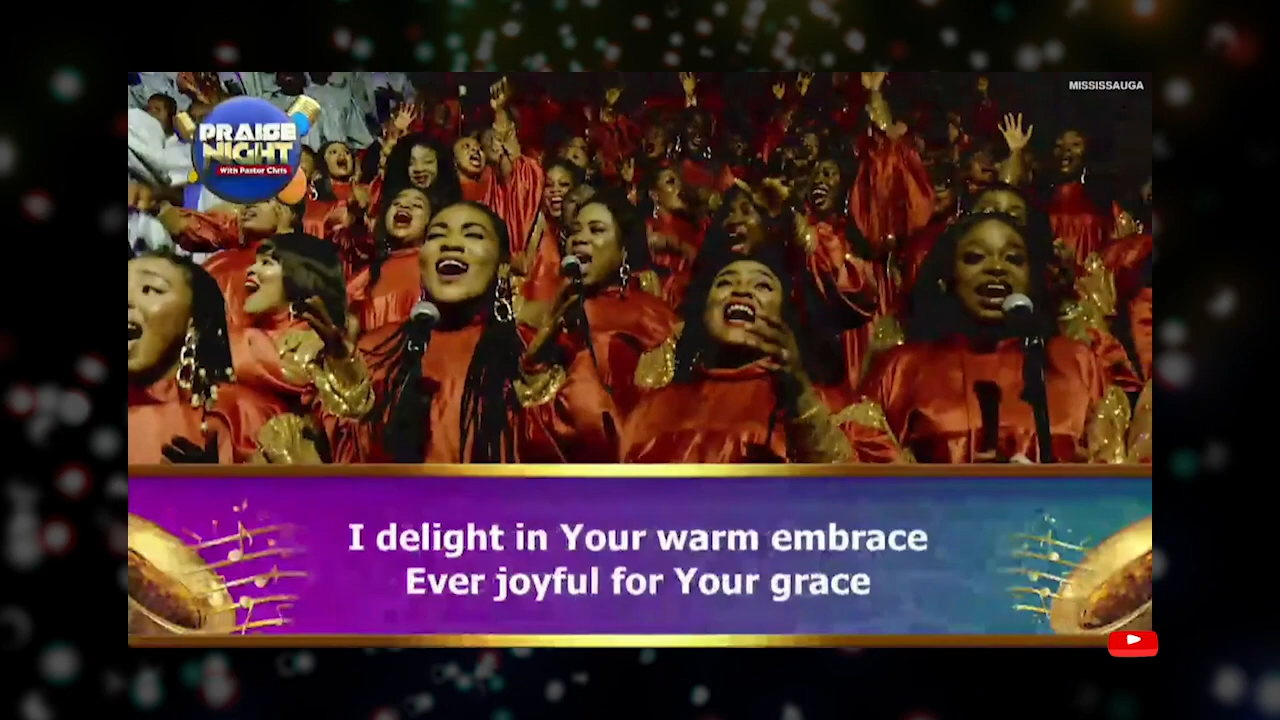 MISSISSAUGA
PRAISE
NIGHT
With Pastor Chris
I delight in Your warm embrace
Ever joyful for Your grace